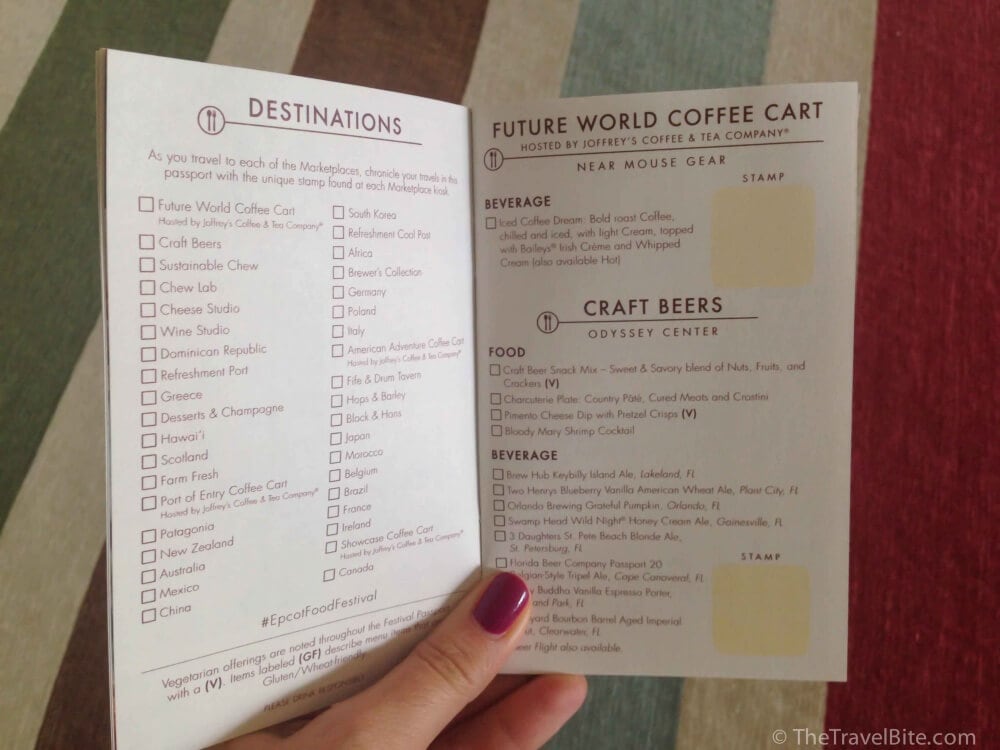 DESTINATIONS
As you travel to each of the Marketplaces, chronicle your travels in this
passport with the unique stamp found at each Marketplace kiosk.
Future World Coffee Cart
Hosted by Joffrey's Coffee & Tea Company®
Craft Beers
Sustainable Chew
Chew Lab
Cheese Studio
Wine Studio
Dominican Republic
Refreshment Port
Greece
Desserts & Champagne
Hawai'i
Scotland
Farm Fresh
Port of Entry Coffee Cart
Hosted by Joffrey's Coffee & Tea Company®
Patagonia
New Zealand
Australia
Mexico
China
South Korea
Refreshment Cool Post
Africa
Brewer's Collection
Germany
Poland
Italy
American Adventure Coffee Cart
Hosted by Joffrey's Coffee & Tea Company®
Fife & Drum Tavern
Hops & Barley
Block & Hans
Japan
Morocco
Belgium
Brazil
France
Ireland
Showcase Coffee Cart
Hosted by Joffrey's Coffee & Tea Company®
Canada
#EpcotFoodFestival
Vegetarian offerings are noted throughout the Festival
with a (V). Items labeled (GF) describe menu items that
Gluten/Wheat-friendly
PLEASE DRINK RESPONSIBLY
FUTURE WORLD COFFEE CART
HOSTED BY JOFFREY'S COFFEE & TEA COMPANY®
NEAR MOUSE GEAR
STAMP
BEVERAGE
Iced Coffee Dream: Bold roast Coffee,
chilled and iced, with light Cream, topped
with Baileys® Irish Crème and Whipped
Cream (also available Hot)
CRAFT BEERS
ODYSSEY CENTER
FOOD
Craft Beer Snack Mix – Sweet & Savory blend of Nuts, Fruits, and
Crackers (V)
Charcuterie Plate: Country Pâté, Cured Meats and Crostini
Pimento Cheese Dip with Pretzel Crisps (V)
Bloody Mary Shrimp Cocktail
BEVERAGE
Brew Hub Keybilly Island Ale, Lakeland, FL
Two Henrys Blueberry Vanilla American Wheat Ale, Plant City, FL
Orlando Brewing Grateful Pumpkin, Orlando, FL
Swamp Head Wild Night® Honey Cream Ale, Gainesville, FL
3 Daughters St. Pete Beach Blonde Ale,
St. Petersburg, FL
STAMP
Florida Beer Company Passport 20
Belgian-Style Tripel Ale, Cape Canaveral, FL
Buddha Vanilla Espresso Porter,
Park, FL
Bourbon Barrel Aged Imperial
Clearwater, FL
Flight also available.
© TheTravelBite.com